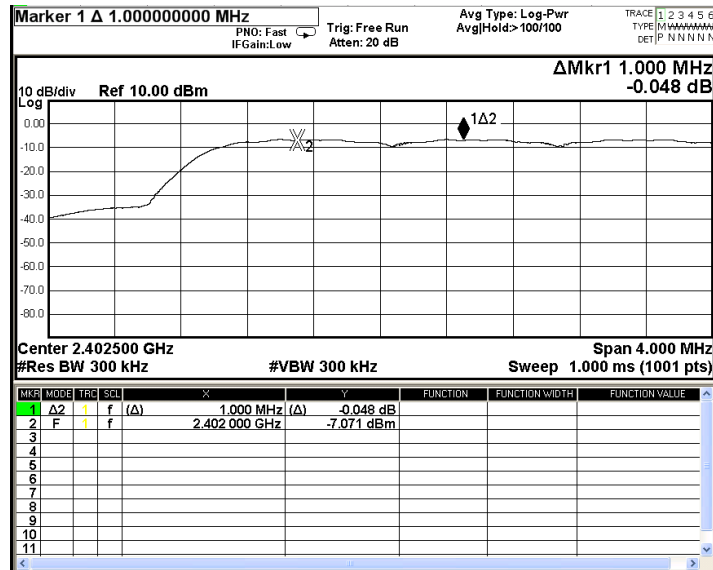 Marker 1 Δ 1.000000000 MHz
PNO: Fast
IFGain:Low
Trig: Free Run
Atten: 20 dB
Avg Type: Log-Pwr
Avg|Hold:>100/100
TRACE 1 2 3 4 5 6
TYPE M
DET P N N N N N
ΔMkr1 1.000 MHz
-0.048 dB
10 dB/div Ref 10.00 dBm
Log
0.00
-10.0
-20.0
-30.0
-40.0
-50.0
-60.0
-70.0
-80.0
2
1Δ2
Center 2.402500 GHz Span 4.000 MHz
#Res BW 300 kHz #VBW 300 kHz Sweep 1.000 ms (1001 pts)
MKR MODE TRC SCL X Y FUNCTION FUNCTION WIDTH FUNCTION VALUE
1 Δ2 1 f (Δ) 1.000 MHz (Δ) -0.048 dB
2 F 1 f 2.402 000 GHz -7.071 dBm
3
4
5
6
7
8
9
10
11